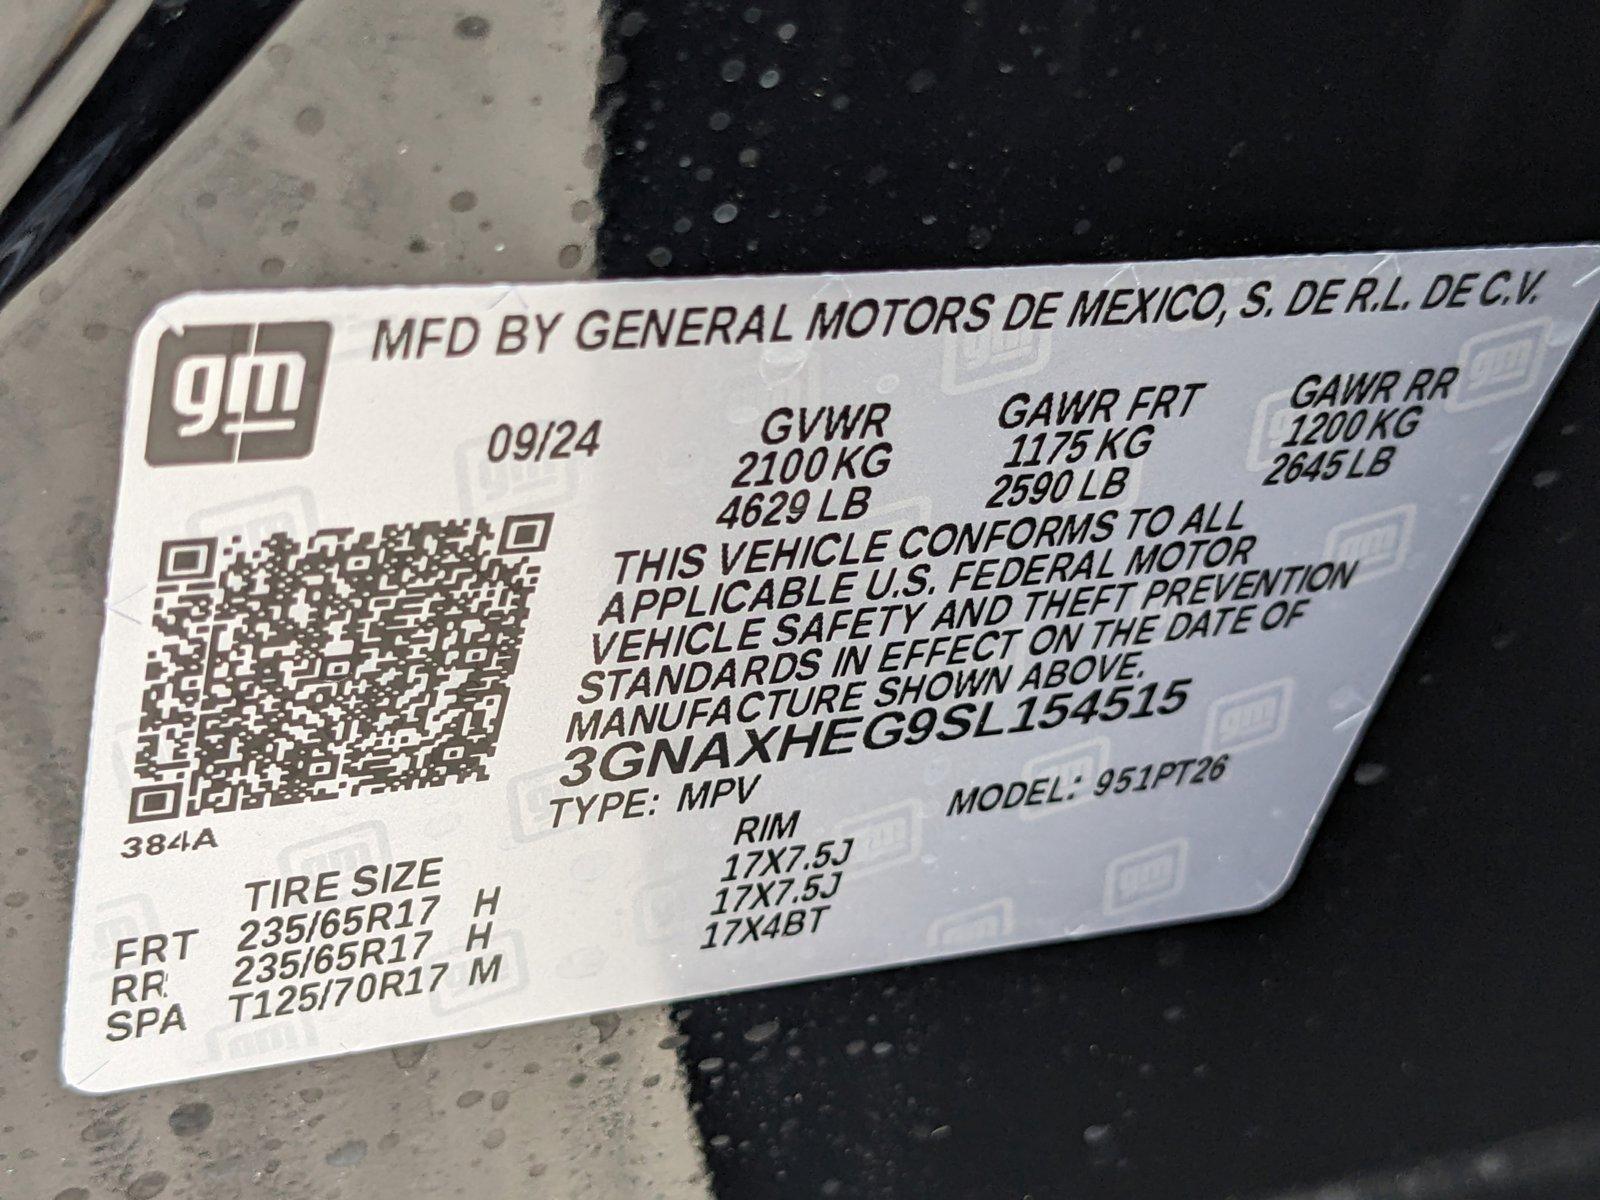 gm MFD BY GENERAL MOTORS DE MEXICO, S. DE R.L. DE C.V.
09/24 GVWR GAWR FRT GAWR RR
2100 KG 1175 KG 1200 KG
4629 LB 2590 LB 2645 LB
THIS VEHICLE CONFORMS TO ALL
APPLICABLE U.S. FEDERAL MOTOR
VEHICLE SAFETY AND THEFT PREVENTION
STANDARDS IN EFFECT ON THE DATE OF
MANUFACTURE SHOWN ABOVE.
3GNAXHEG9SL154515
TYPE: MPV MODEL: 951PT26
384A
TIRE SIZE RIM
FRT 235/65R17 H 17X7.5J
RR 235/65R17 H 17X7.5J
SPA T125/70R17 M 17X4BT